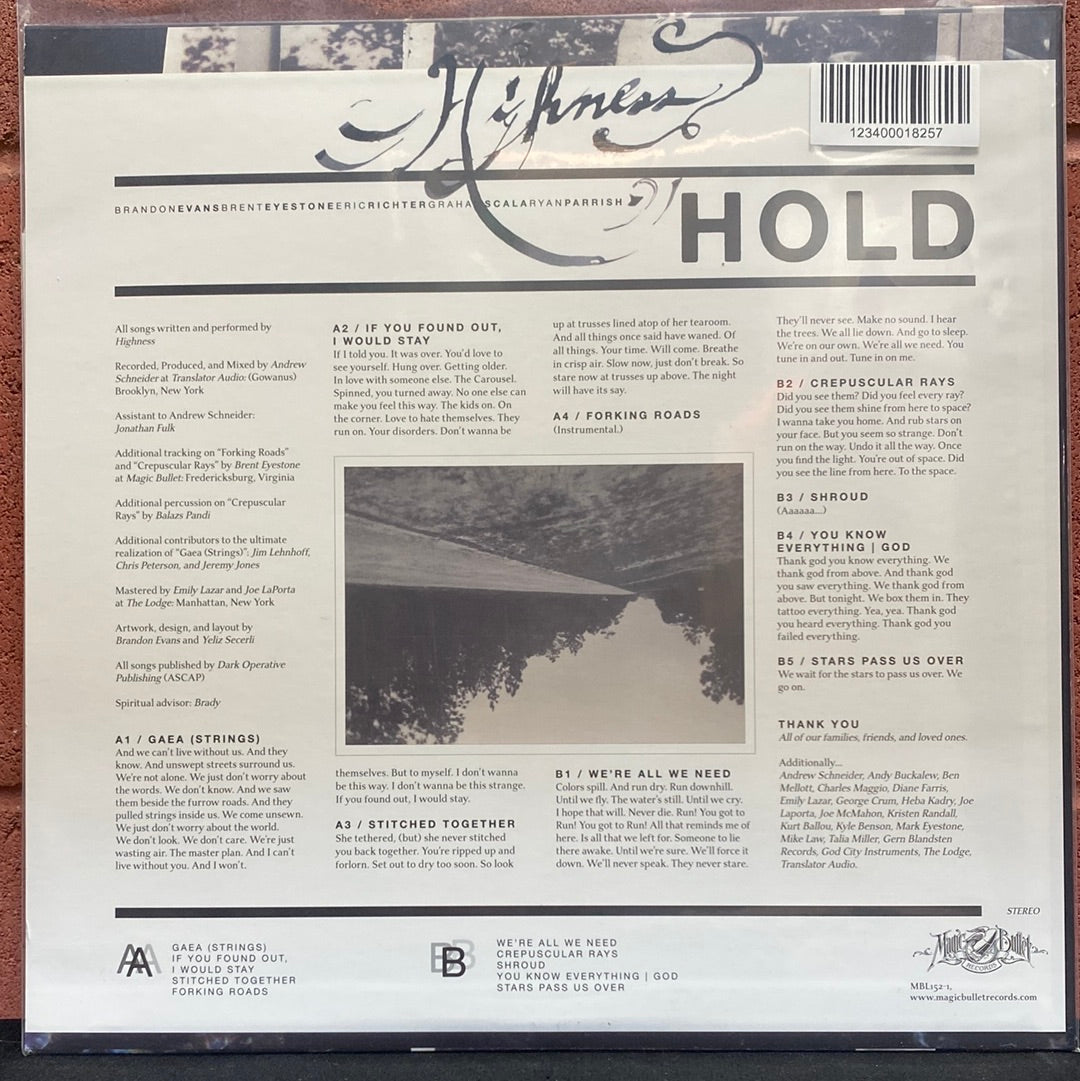 Highness
123400018257
BRANDONEVANSBRENTEYESTONEERICRICHTERGRAHA SCALARYANPARRISH
HOLD
All songs written and performed by
Highness
Recorded, Produced, and Mixed by Andrew
Schneider at Translator Audio: (Gowanus)
Brooklyn, New York
Assistant to Andrew Schneider:
Jonathan Fulk
Additional tracking on "Forking Roads"
and "Crepuscular Rays" by Brent Eyestone
at Magic Bullet: Fredericksburg, Virginia
Additional percussion on "Crepuscular
Rays" by Balazs Pandi
Additional contributors to the ultimate
realization of "Gaea (Strings)": Jim Lehnhoff,
Chris Peterson, and Jeremy Jones
Mastered by Emily Lazar and Joe LaPorta
at The Lodge: Manhattan, New York
Artwork, design, and layout by
Brandon Evans and Yeliz Secerli
All songs published by Dark Operative
Publishing (ASCAP)
Spiritual advisor: Brady
A1 / GAEA (STRINGS)
And we can't live without us. And they
know. And unswept streets surround us.
We're not alone. We just don't worry about
the words. We don't know. And we saw
them beside the furrow roads. And they
pulled strings inside us. We come unsewn.
We just don't worry about the world.
We don't look. We don't care. We're just
wasting air. The master plan. And I can't
live without you. And I won't.
A2 / IF YOU FOUND OUT,
I WOULD STAY
If I told you. It was over. You'd love to
see yourself. Hung over. Getting older.
In love with someone else. The Carousel.
Spinned, you turned away. No one else can
make you feel this way. The kids on. On
the corner. Love to hate themselves. They
run on. Your disorders. Don't wanna be
themselves. But to myself. I don't wanna
be this way. I don't wanna be this strange.
If you found out, I would stay.
A3 / STITCHED TOGETHER
She tethered, (but) she never stitched
you back together. You're ripped up and
forlorn. Set out to dry too soon. So look
up at trusses lined atop of her tearoom.
And all things once said have waned. Of
all things. Your time. Will come. Breathe
in crisp air. Slow now, just don't break. So
stare now at trusses up above. The night
will have its say.
A4 / FORKING ROADS
(Instrumental.)
B1 / WE'RE ALL WE NEED
Colors spill. And run dry. Run downhill.
Until we fly. The water's still. Until we cry.
I hope that will. Never die. Run! You got to
Run! You got to Run! All that reminds me of
here. Is all that we left for. Someone to lie
there awake. Until we're sure. We'll force it
down. We'll never speak. They never stare.
They'll never see. Make no sound. I hear
the trees. We all lie down. And go to sleep.
We're on our own. We're all we need. You
tune in and out. Tune in on me.
B2 / CREPUSCULAR RAYS
Did you see them? Did you feel every ray?
Did you see them shine from here to space?
I wanna take you home. And rub stars on
your face. But you seem so strange. Don't
run on the way. Undo it all the way. Once
you find the light. You're out of space. Did
you see the line from here. To the space.
B3 / SHROUD
(Aaaaaa...)
B4 / YOU KNOW
EVERYTHING | GOD
Thank god you know everything. We
thank god from above. And thank god
you saw everything. We thank god from
above. But tonight. We box them in. They
tattoo everything. Yea, yea. Thank god
you heard everything. Thank god you
failed everything.
B5 / STARS PASS US OVER
We wait for the stars to pass us over. We
go on.
THANK YOU
All of our families, friends, and loved ones.
Additionally...
Andrew Schneider, Andy Buckalew, Ben
Mellott, Charles Maggio, Diane Farris,
Emily Lazar, George Crum, Heba Kadry, Joe
Laporta, Joe McMahon, Kristen Randall,
Kurt Ballou, Kyle Benson, Mark Eyestone,
Mike Law, Talia Miller, Gern Blandsten
Records, God City Instruments, The Lodge,
Translator Audio.
STEREO
AAA
GAEA (STRINGS)
IF YOU FOUND OUT,
I WOULD STAY
STITCHED TOGETHER
FORKING ROADS
BBB
WE'RE ALL WE NEED
CREPUSCULAR RAYS
SHROUD
YOU KNOW EVERYTHING | GOD
STARS PASS US OVER
Magic Bullet
RECORDS
MBL152-1,
www.magicbulletrecords.com